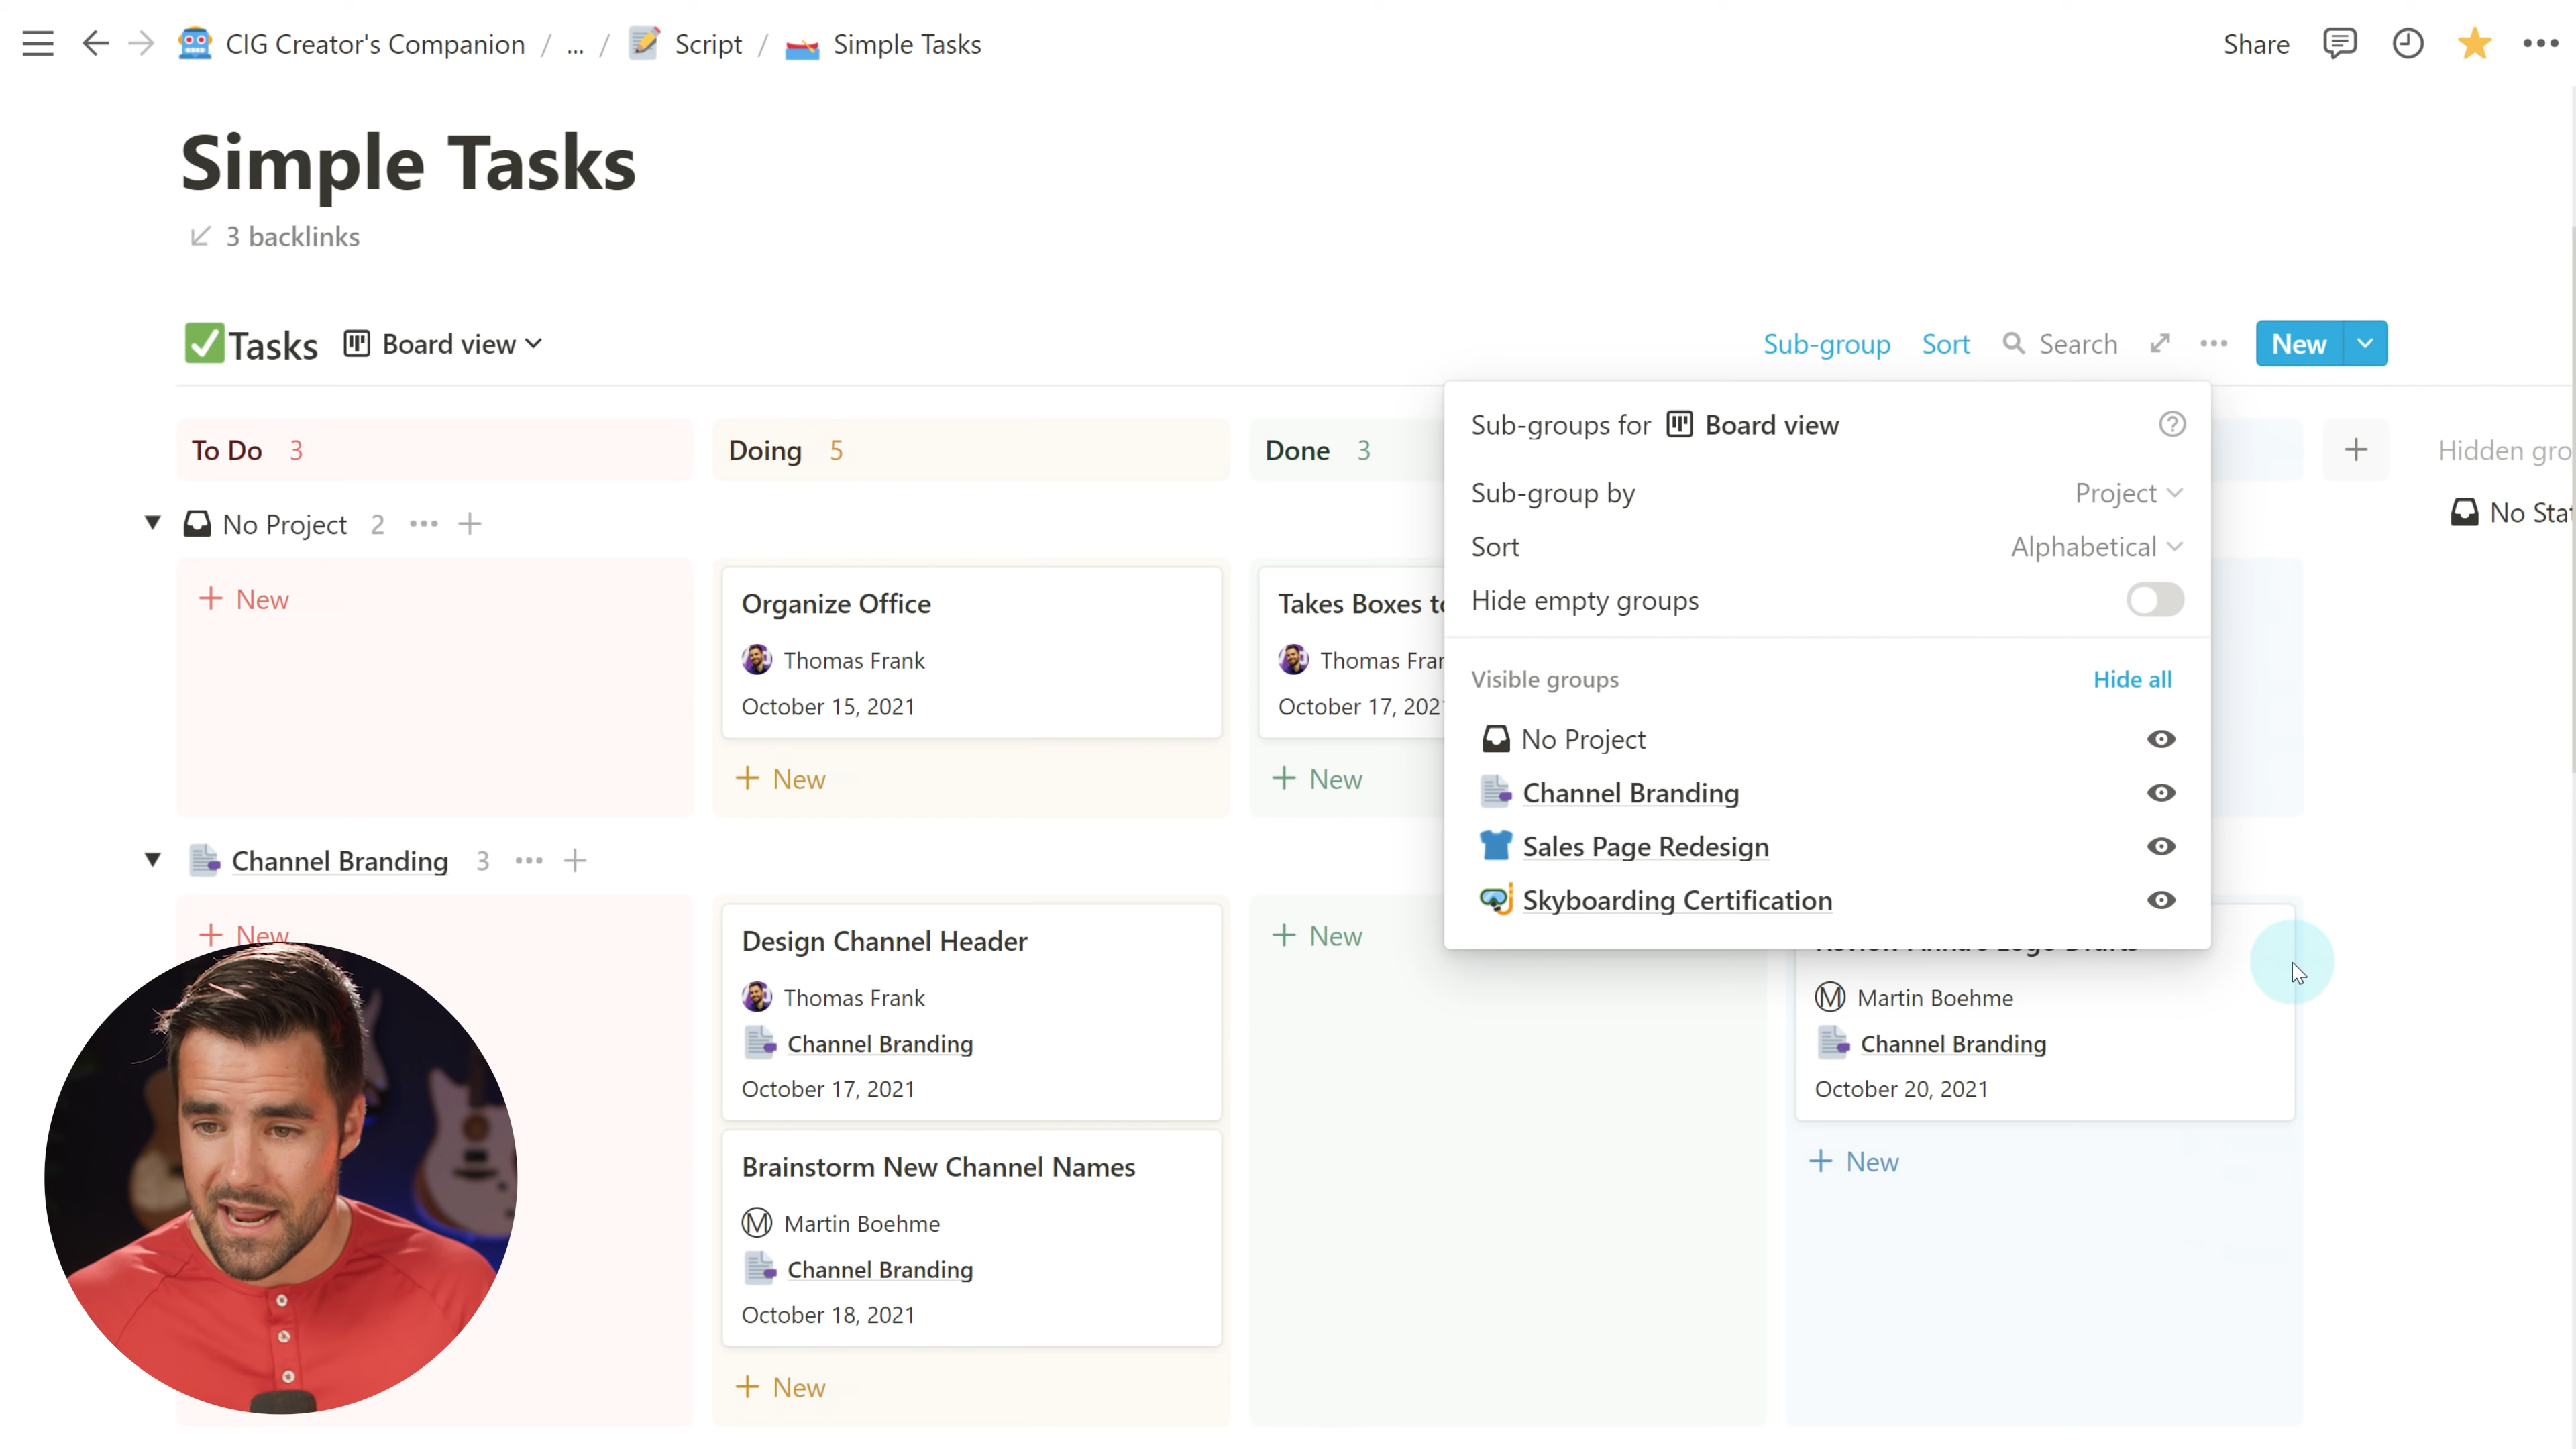 CIG Creator's Companion / ... / Script / Simple Tasks
Share
Simple Tasks
3 backlinks
Tasks Board view
Sub-group Sort Search New
To Do 3 Doing 5 Done 3
Hidden gro
Sub-groups for Board view
Sub-group by Project
Sort Alphabetical
Hide empty groups
Visible groups Hide all
No Project
Channel Branding
Sales Page Redesign
Skyboarding Certification
No Sta
No Project 2
New
Organize Office
Thomas Frank
October 15, 2021
New
Takes Boxes to
Thomas Fran
October 17, 202
New
Channel Branding 3
New
Design Channel Header
Thomas Frank
Channel Branding
October 17, 2021
Brainstorm New Channel Names
Martin Boehme
Channel Branding
October 18, 2021
New
New
Martin Boehme
Channel Branding
October 20, 2021
New